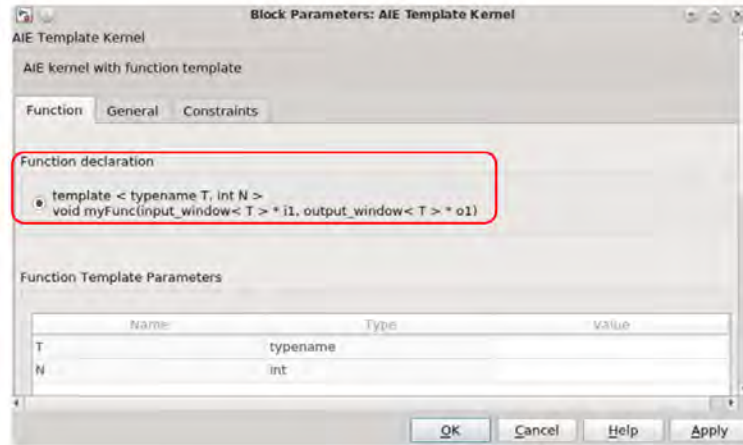 Block Parameters: AIE Template Kernel
AIE Template Kernel
AIE kernel with function template
Function General Constraints
Function declaration
template < typename T, int N >
void myFunc(input_window< T > * i1, output_window< T > * o1)
Function Template Parameters
Name Type Value
T typename
N int
OK Cancel Help Apply